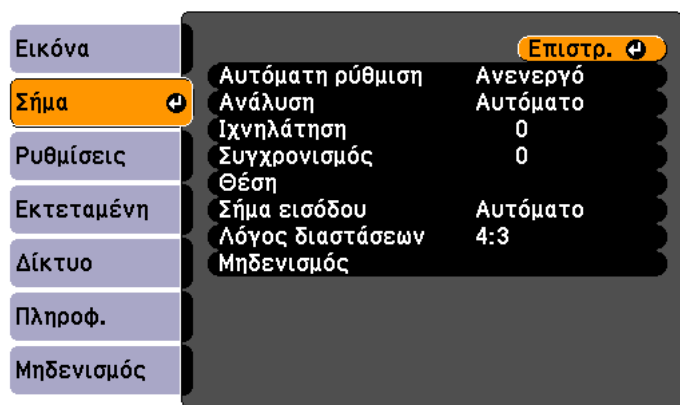 Εικόνα
Σήμα
Ρυθμίσεις
Εκτεταμένη
Δίκτυο
Πληροφ.
Μηδενισμός
Επιστρ.
Αυτόματη ρύθμιση Ανενεργό
Ανάλυση Αυτόματο
Ιχνηλάτηση 0
Συγχρονισμός 0
Θέση
Σήμα εισόδου Αυτόματο
Λόγος διαστάσεων 4:3
Μηδενισμός